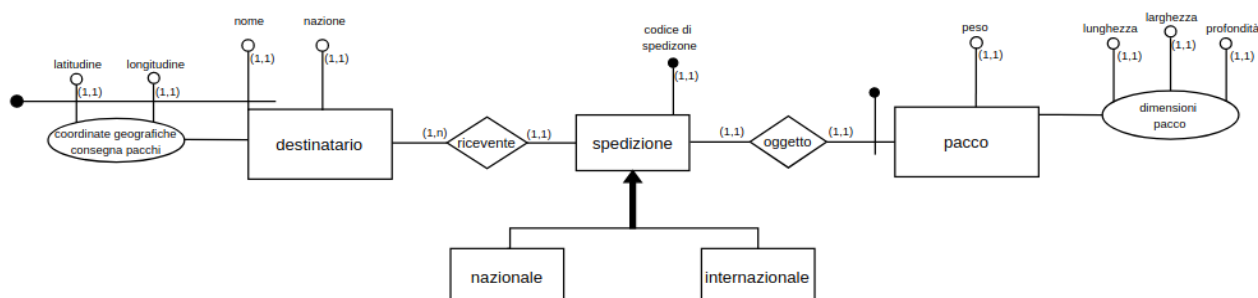 nome
nazione
codice di
spedizone
peso
lunghezza
larghezza
profondità
latitudine
longitudine
(1,1)
(1,1)
(1,1)
(1,1)
(1,1)
(1,1)
(1,1)
(1,1)
(1,1)
coordinate geografiche
consegna pacchi
destinatario
(1,n)
ricevente
(1,1)
spedizione
(1,1)
oggetto
(1,1)
pacco
dimensioni
pacco
nazionale
internazionale